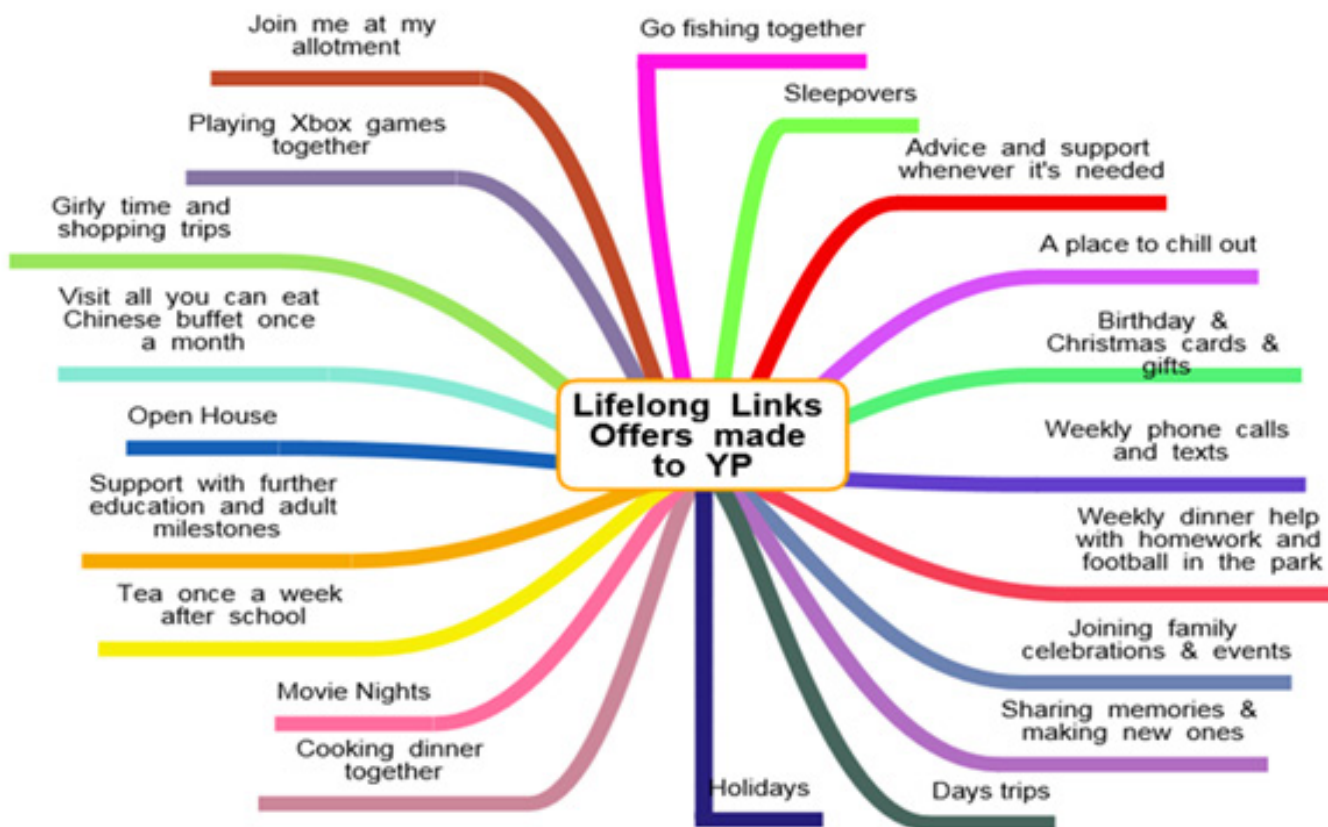 Join me at my
allotment
Go fishing together
Sleepovers
Playing Xbox games
together
Advice and support
whenever it's needed
Girly time and
shopping trips
A place to chill out
Visit all you can eat
Chinese buffet once
a month
Birthday &
Christmas cards &
gifts
Lifelong Links
Offers made
to YP
Open House
Weekly phone calls
and texts
Support with further
education and adult
milestones
Weekly dinner help
with homework and
football in the park
Tea once a week
after school
Joining family
celebrations & events
Movie Nights
Sharing memories &
making new ones
Cooking dinner
together
Holidays
Days trips